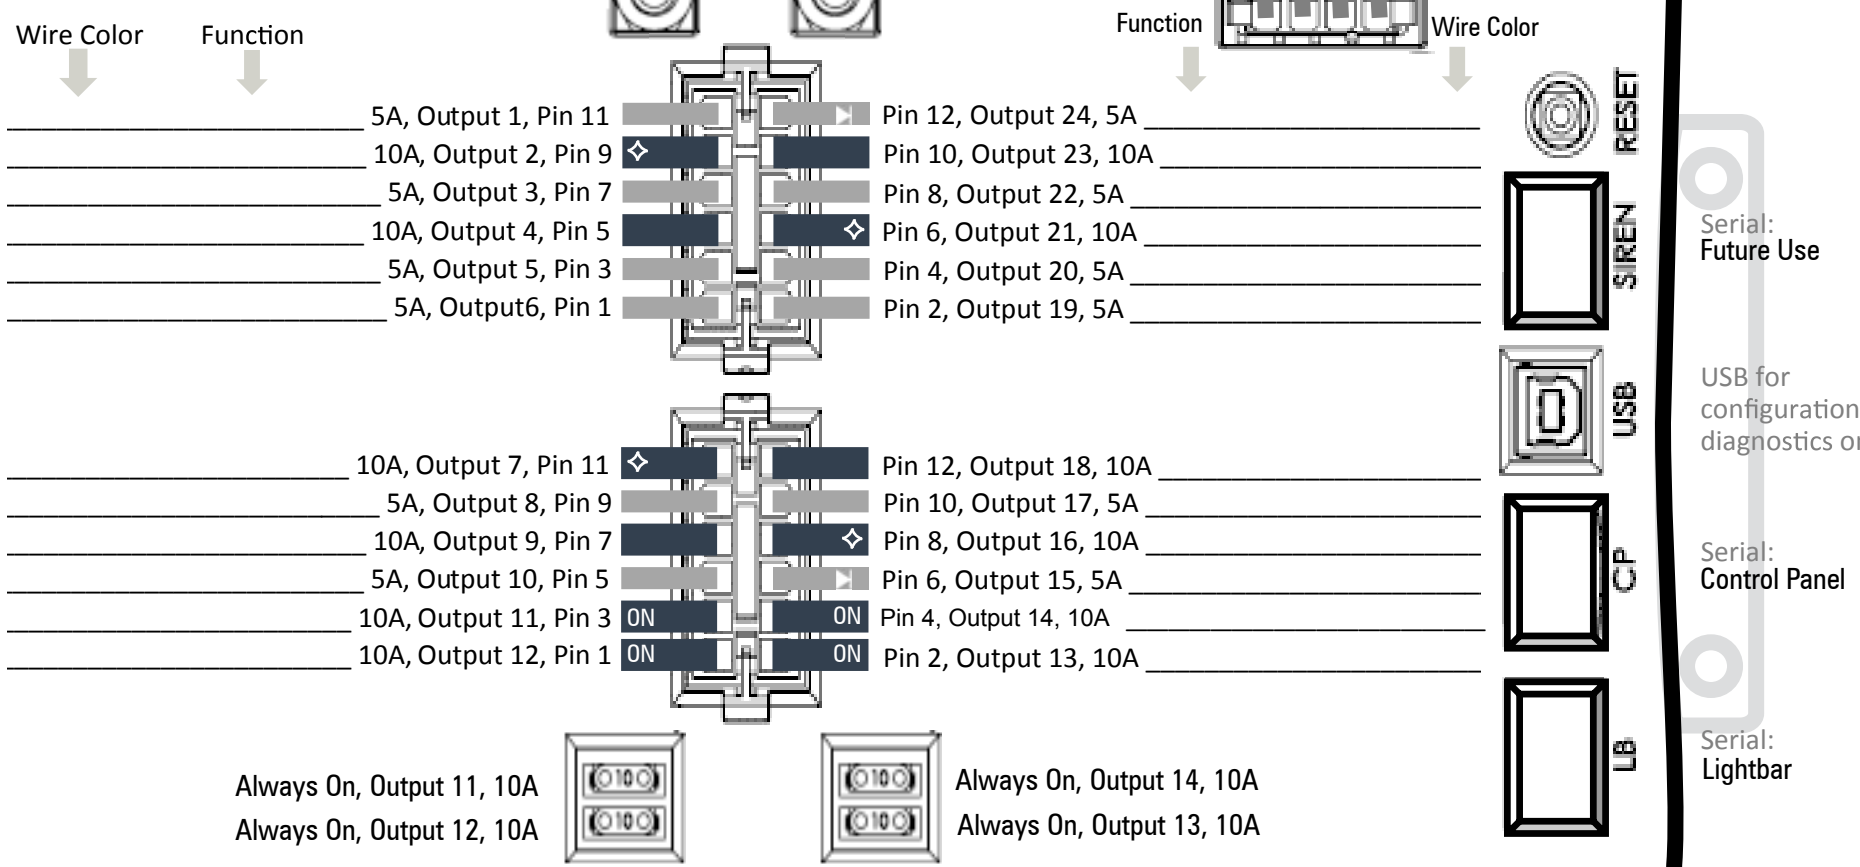 Wire Color
Function
Function
Wire Color
5A, Output 1, Pin 11
Pin 12, Output 24, 5A
10A, Output 2, Pin 9
Pin 10, Output 23, 10A
5A, Output 3, Pin 7
Pin 8, Output 22, 5A
10A, Output 4, Pin 5
Pin 6, Output 21, 10A
5A, Output 5, Pin 3
Pin 4, Output 20, 5A
5A, Output6, Pin 1
Pin 2, Output 19, 5A
10A, Output 7, Pin 11
Pin 12, Output 18, 10A
5A, Output 8, Pin 9
Pin 10, Output 17, 5A
10A, Output 9, Pin 7
Pin 8, Output 16, 10A
5A, Output 10, Pin 5
Pin 6, Output 15, 5A
10A, Output 11, Pin 3 ON
ON Pin 4, Output 14, 10A
10A, Output 12, Pin 1 ON
ON Pin 2, Output 13, 10A
Always On, Output 11, 10A
10
10
Always On, Output 14, 10A
Always On, Output 12, 10A
10
10
Always On, Output 13, 10A
RESET
SIREN
USB
CP
LB
Serial:
Future Use
USB for
configuration
diagnostics
Serial:
Control Panel
Serial:
Lightbar